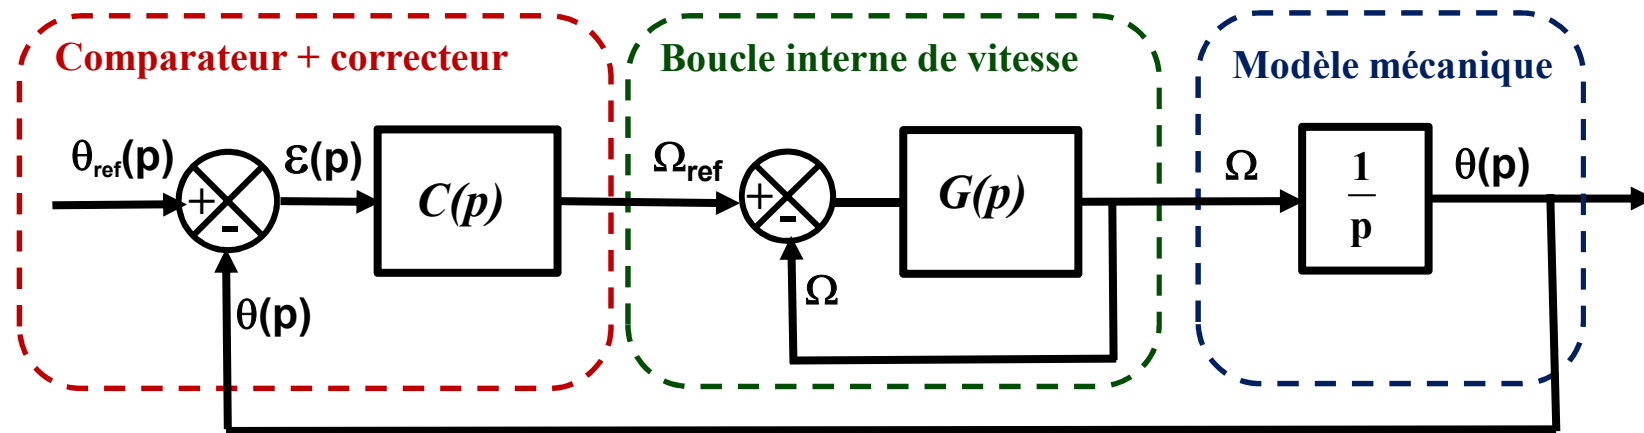 Comparateur + correcteur
Boucle interne de vitesse
Modèle mécanique
θref(p)
+
-
ε(p)
C(p)
θ(p)
Ωref
+
-
G(p)
Ω
Ω
1
p
θ(p)